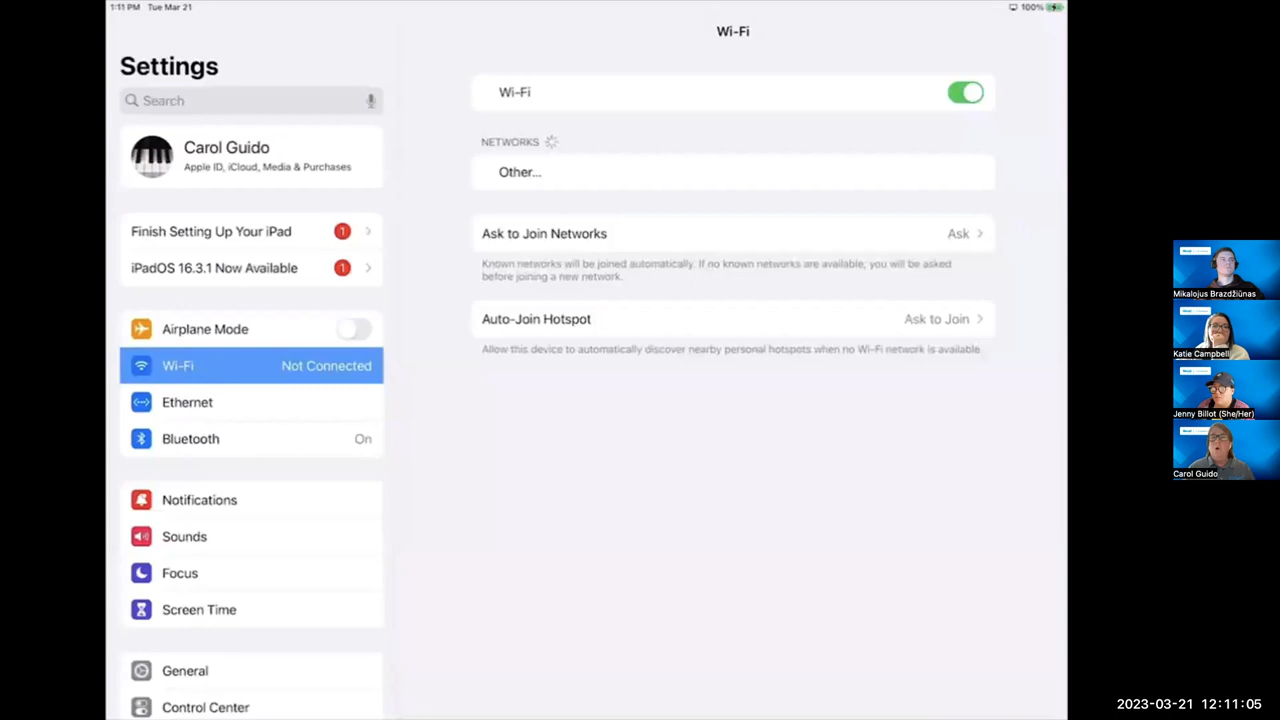 1:11 PM Tue Mar 21
100%
Wi-Fi
Settings
Search
Carol Guido
Apple ID, iCloud, Media & Purchases
Finish Setting Up Your iPad 1
iPadOS 16.3.1 Now Available 1
Airplane Mode
Wi-Fi Not Connected
Ethernet
Bluetooth On
Notifications
Sounds
Focus
Screen Time
General
Control Center
Wi-Fi
NETWORKS
Other...
Ask to Join Networks Ask
Known networks will be joined automatically. If no known networks are available, you will be asked
before joining a new network.
Auto-Join Hotspot Ask to Join
Allow this device to automatically discover nearby personal hotspots when no Wi-Fi network is available.
Mikalojus Brazdžiūnas
Katie Campbell
Jenny Billot (She/Her)
Carol Guido
2023-03-21 12:11:05